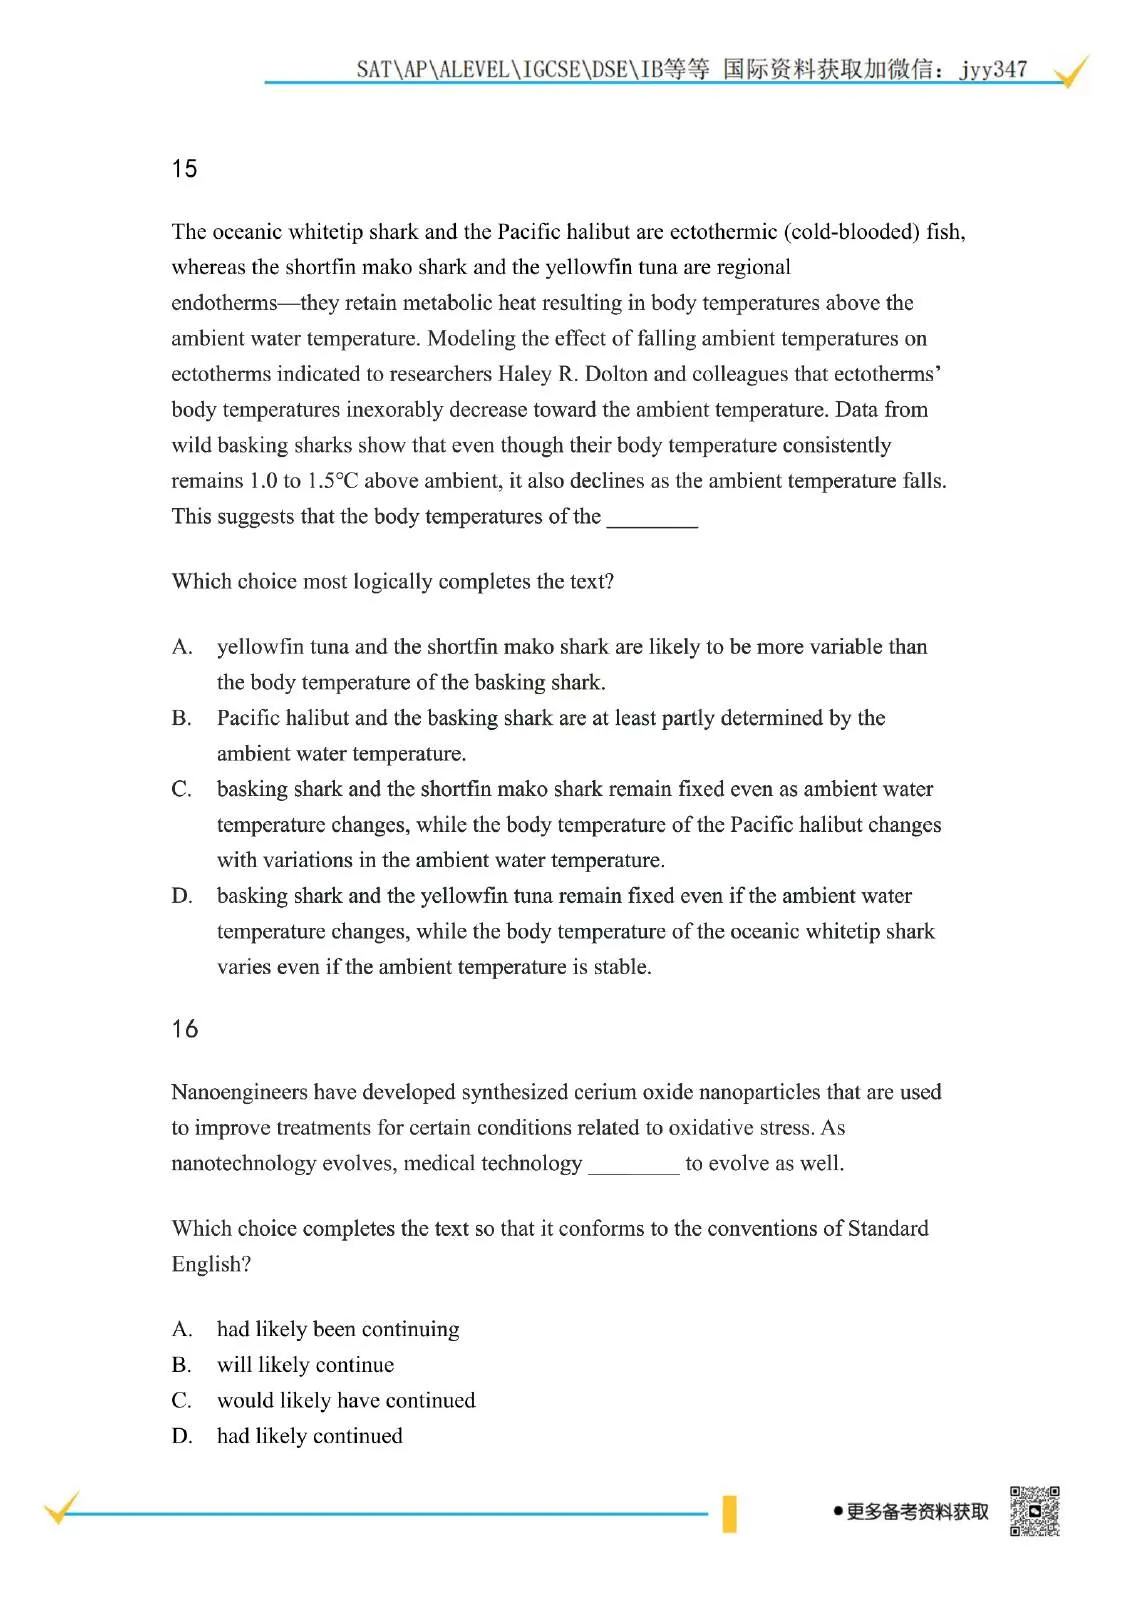 SAT\AP\ALEVEL\IGCSE\DSE\IB等等 国际资料获取加微信：jyy347
15
The oceanic whitetip shark and the Pacific halibut are ectothermic (cold-blooded) fish,
whereas the shortfin mako shark and the yellowfin tuna are regional
endotherms—they retain metabolic heat resulting in body temperatures above the
ambient water temperature. Modeling the effect of falling ambient temperatures on
ectotherms indicated to researchers Haley R. Dolton and colleagues that ectotherms’
body temperatures inexorably decrease toward the ambient temperature. Data from
wild basking sharks show that even though their body temperature consistently
remains 1.0 to 1.5°C above ambient, it also declines as the ambient temperature falls.
This suggests that the body temperatures of the ________
Which choice most logically completes the text?
A. yellowfin tuna and the shortfin mako shark are likely to be more variable than
the body temperature of the basking shark.
B. Pacific halibut and the basking shark are at least partly determined by the
ambient water temperature.
C. basking shark and the shortfin mako shark remain fixed even as ambient water
temperature changes, while the body temperature of the Pacific halibut changes
with variations in the ambient water temperature.
D. basking shark and the yellowfin tuna remain fixed even if the ambient water
temperature changes, while the body temperature of the oceanic whitetip shark
varies even if the ambient temperature is stable.
16
Nanoengineers have developed synthesized cerium oxide nanoparticles that are used
to improve treatments for certain conditions related to oxidative stress. As
nanotechnology evolves, medical technology ________ to evolve as well.
Which choice completes the text so that it conforms to the conventions of Standard
English?
A. had likely been continuing
B. will likely continue
C. would likely have continued
D. had likely continued
●更多备考资料获取